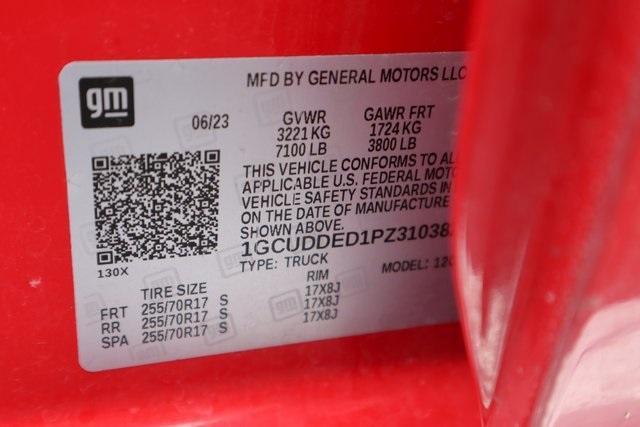 gm
MFD BY GENERAL MOTORS LLC
06/23
GVWR
3221 KG
7100 LB
GAWR FRT
1724 KG
3800 LB
THIS VEHICLE CONFORMS TO
APPLICABLE U.S. FEDERAL
VEHICLE SAFETY STANDARDS IN
ON THE DATE OF MANUFACTURE
SHOWN ABOVE.
1GCUDDED1PZ31038
TYPE: TRUCK
MODEL:
130X
TIRE SIZE
RIM
FRT 255/70R17 S 17X8J
RR 255/70R17 S 17X8J
SPA 255/70R17 S 17X8J